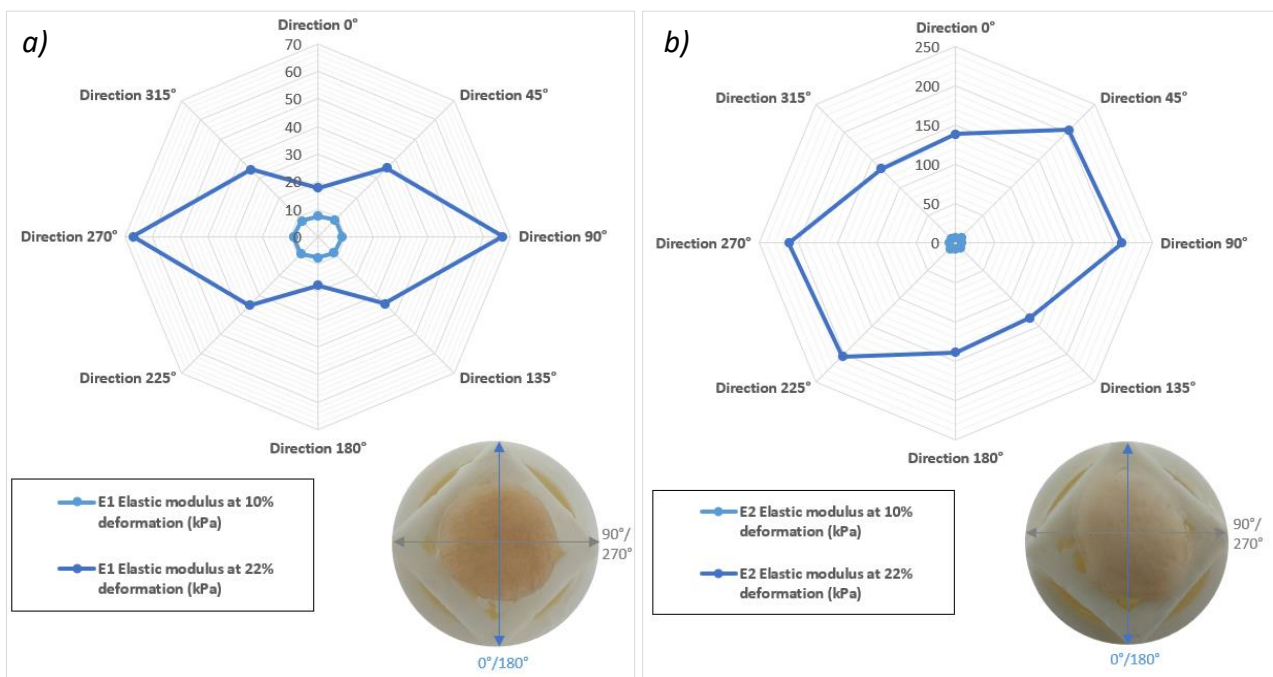 a)
Direction 0°
70
60
50
40
30
20
10
0
Direction 45°
Direction 90°
Direction 135°
Direction 180°
Direction 225°
Direction 270°
Direction 315°
E1 Elastic modulus at 10%
deformation (kPa)
E1 Elastic modulus at 22%
deformation (kPa)
90°/
270°
0°/180°
b)
Direction 0°
250
200
150
100
50
0
Direction 45°
Direction 90°
Direction 135°
Direction 180°
Direction 225°
Direction 270°
Direction 315°
E2 Elastic modulus at 10%
deformation (kPa)
E2 Elastic modulus at 22%
deformation (kPa)
90°/
270°
0°/180°